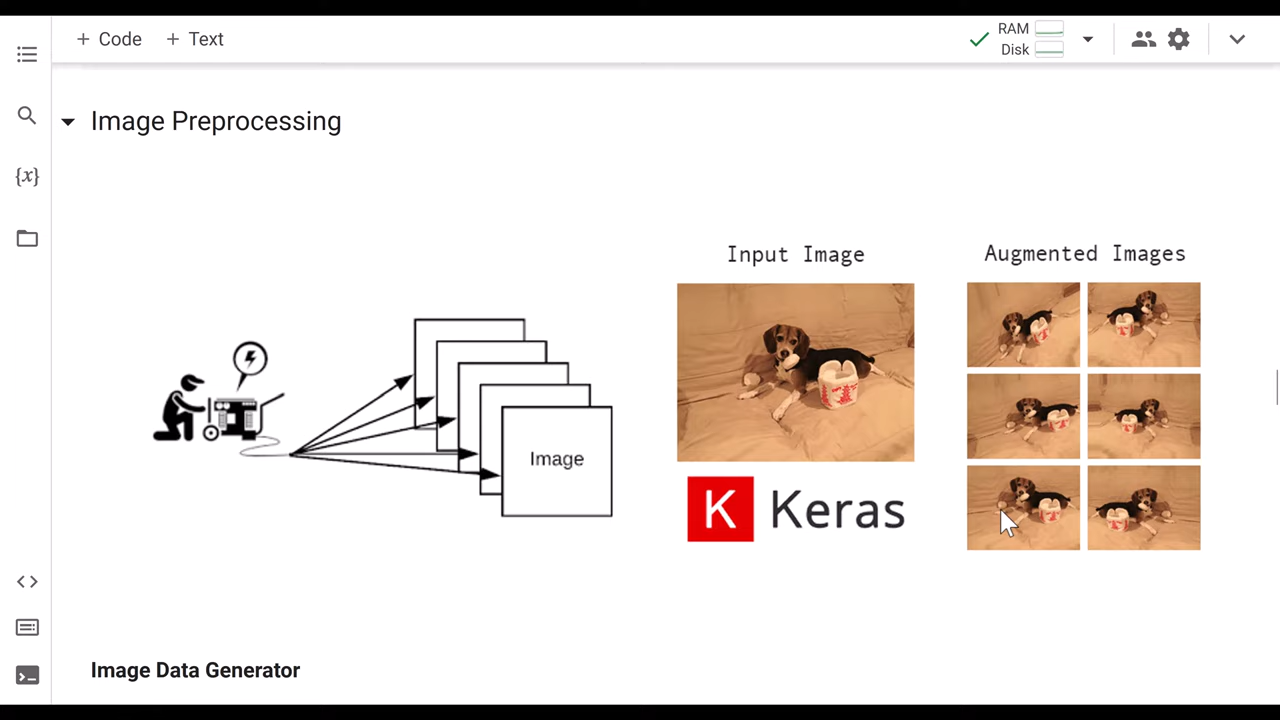 + Code + Text
RAM
Disk
Image Preprocessing
{x}
Input Image
Augmented Images
Image
K Keras
Image Data Generator